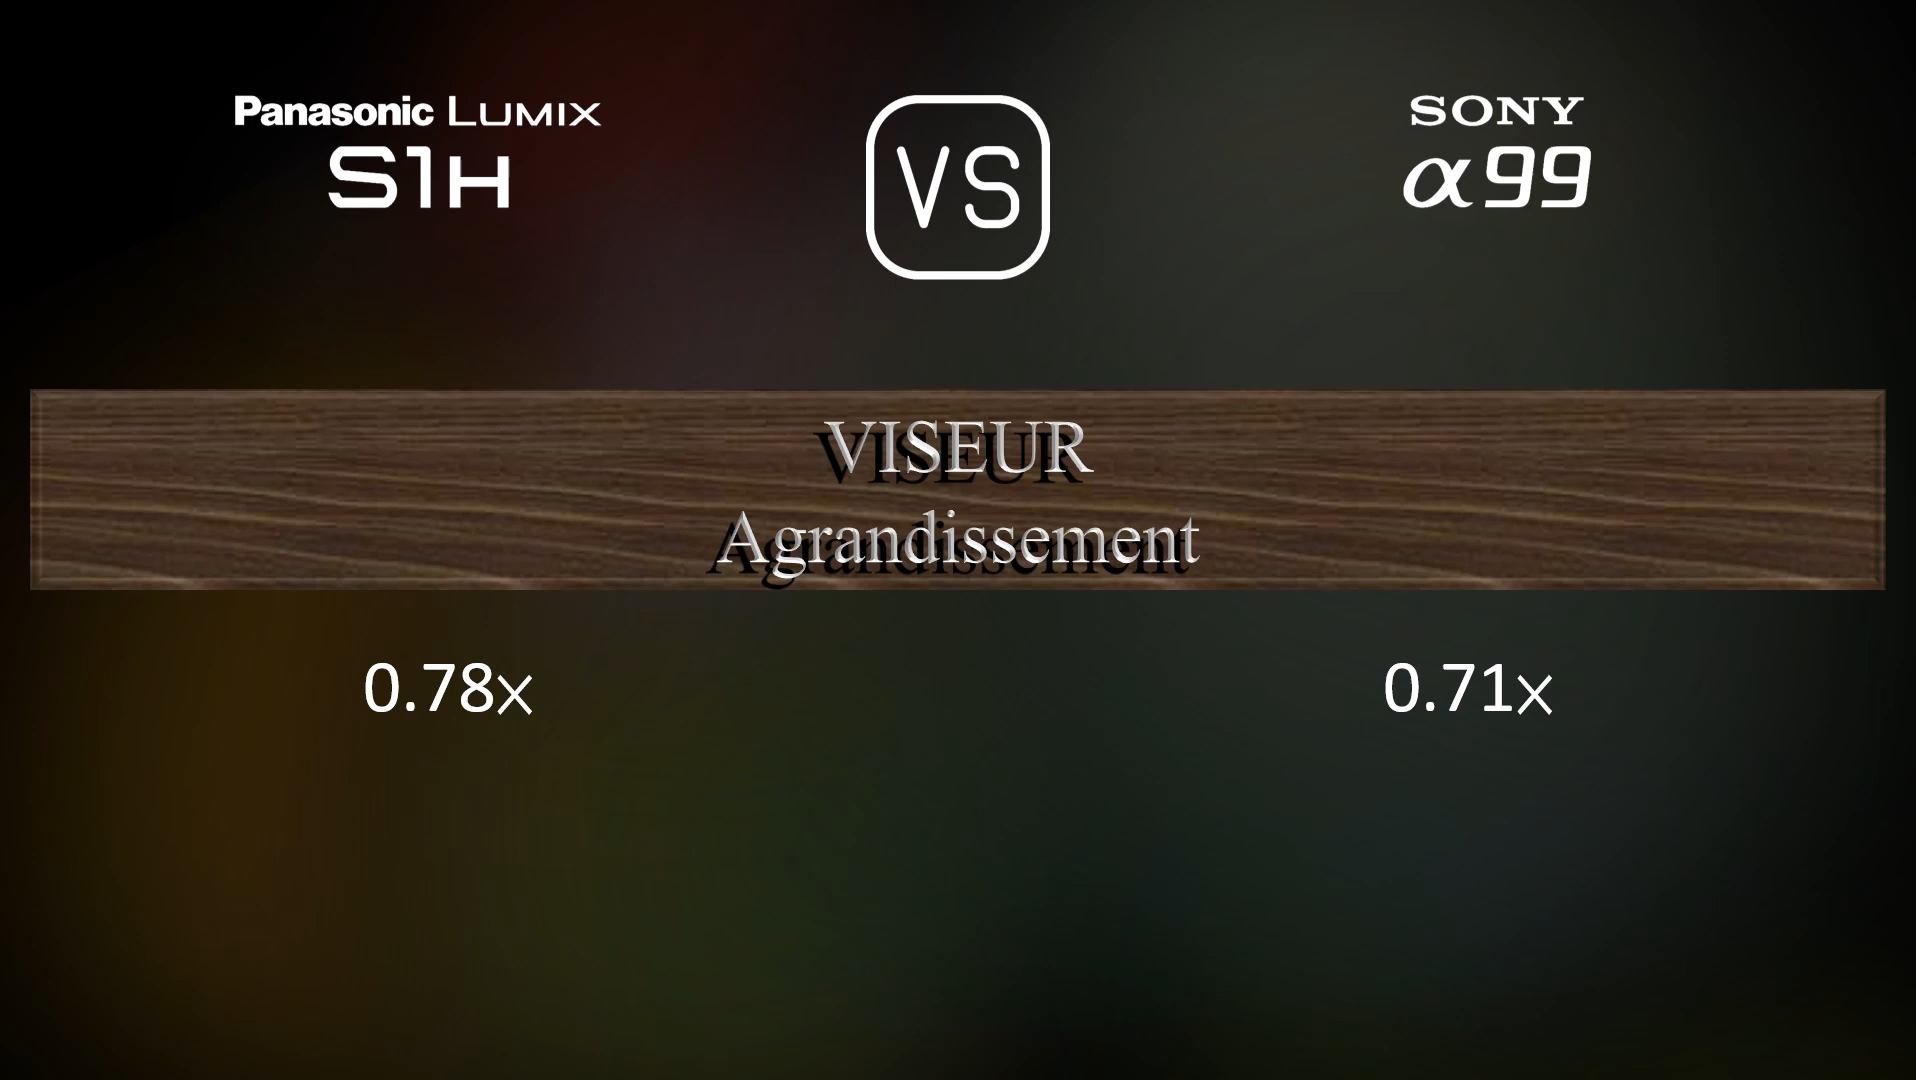 Panasonic LUMIX
S1H
VS
SONY
α99
VISEUR
Agrandissement
0.78x
0.71x